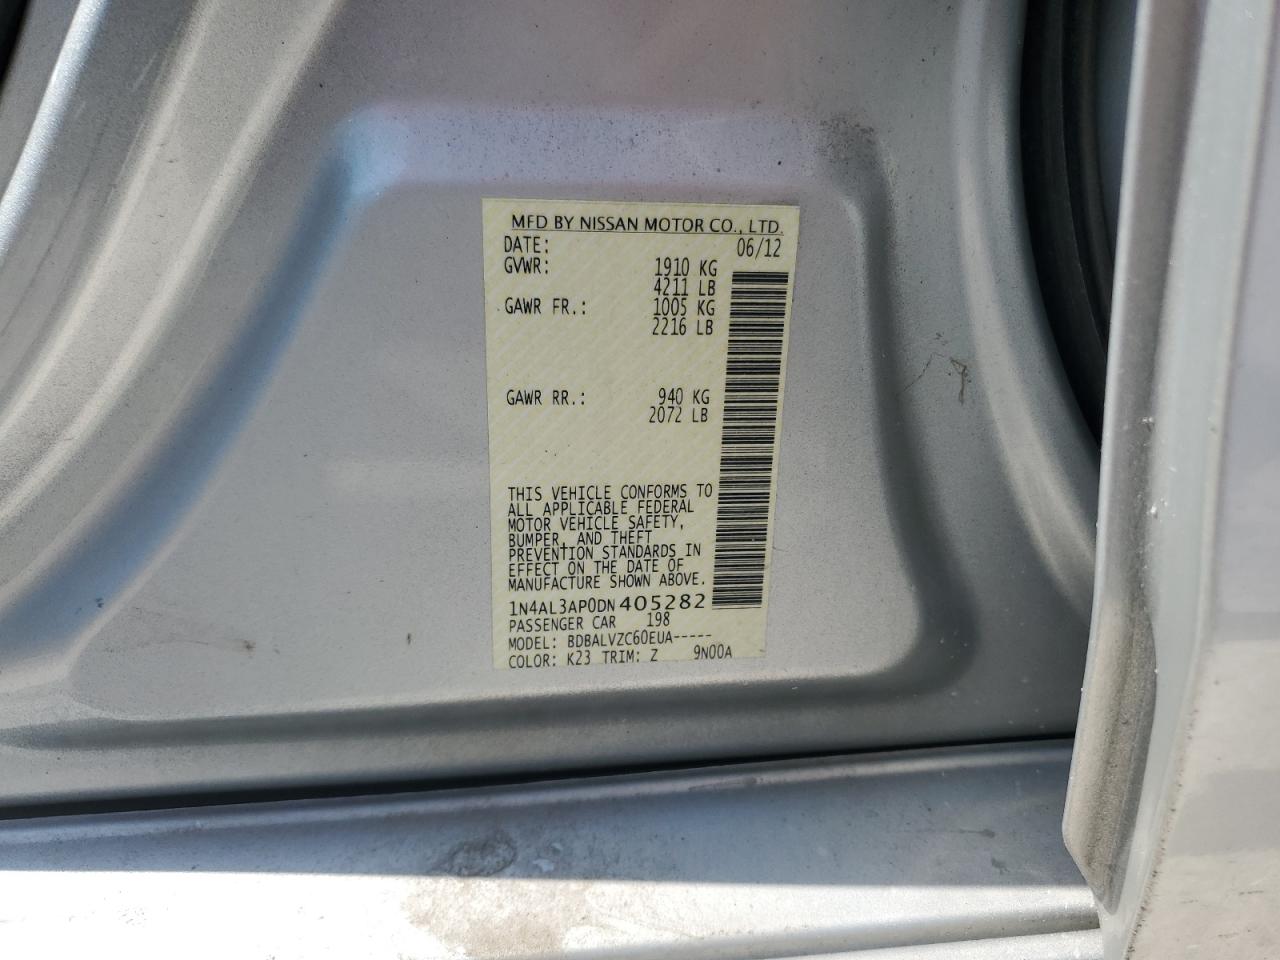 MFD BY NISSAN MOTOR CO., LTD.
DATE: 06/12
GVWR: 1910 KG
4211 LB
GAWR FR.: 1005 KG
2216 LB
GAWR RR.: 940 KG
2072 LB
THIS VEHICLE CONFORMS TO
ALL APPLICABLE FEDERAL
MOTOR VEHICLE SAFETY,
BUMPER, AND THEFT
PREVENTION STANDARDS IN
EFFECT ON THE DATE OF
MANUFACTURE SHOWN ABOVE.
1N4AL3AP0DN405282
PASSENGER CAR 198
MODEL: BDBALVZC60EUA-----
COLOR: K23 TRIM: Z 9N00A